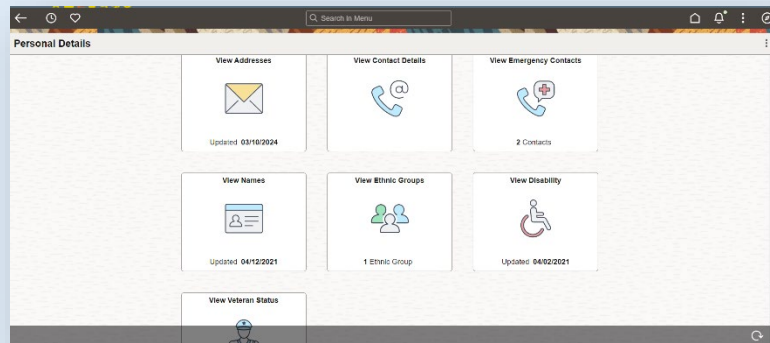 Search in Menu
Personal Details
View Addresses
Updated 03/10/2024
View Contact Details
View Emergency Contacts
2 Contacts
View Names
Updated 04/12/2021
View Ethnic Groups
1 Ethnic Group
View Disability
Updated 04/02/2021
View Veteran Status